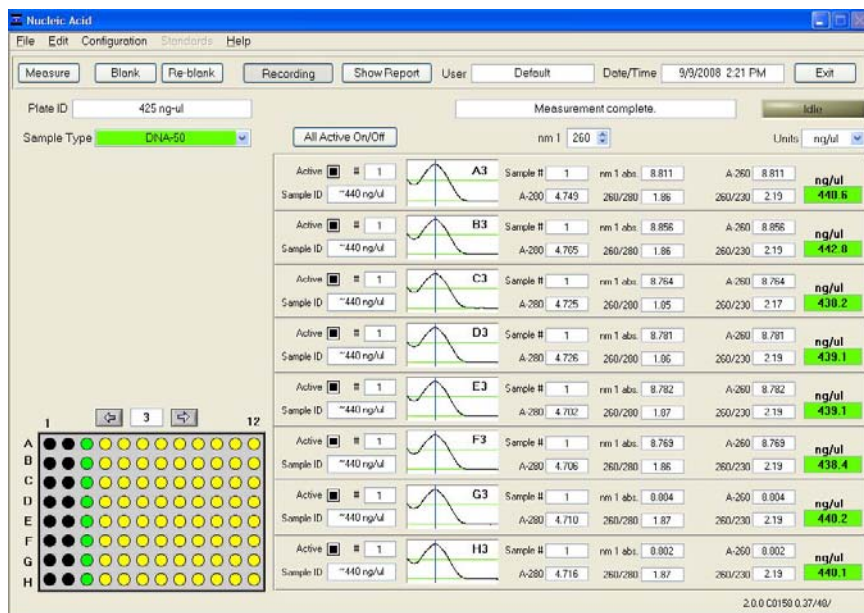 Nucleic Acid
File Edit Configuration Standards Help
Measure Blank Re-blank Recording Show Report User Default Date/Time 9/9/2008 2:21 PM Exit
Plate ID 425 ng-ul Measurement complete. Idle
Sample Type DNA-50 All Active On/Off nm 1 260 Units ng/ul
Active # 1 A3 Sample # 1 nm 1 abs. 8.811 A-260 8.811 ng/ul
Sample ID ~440 ng/ul A-280 4.749 260/280 1.86 260/230 2.19 440.6
Active # 1 B3 Sample # 1 nm 1 abs. 8.856 A-260 8.856 ng/ul
Sample ID ~440 ng/ul A-280 4.765 260/280 1.86 260/230 2.19 442.8
Active # 1 C3 Sample # 1 nm 1 abs. 8.764 A-260 8.764 ng/ul
Sample ID ~440 ng/ul A-280 4.725 260/280 1.85 260/230 2.17 438.2
Active # 1 D3 Sample # 1 nm 1 abs. 8.781 A-260 8.781 ng/ul
Sample ID ~440 ng/ul A-280 4.726 260/280 1.86 260/230 2.19 439.1
Active # 1 E3 Sample # 1 nm 1 abs. 8.782 A-260 8.782 ng/ul
Sample ID ~440 ng/ul A-280 4.702 260/280 1.87 260/230 2.19 439.1
Active # 1 F3 Sample # 1 nm 1 abs. 8.769 A-260 8.769 ng/ul
Sample ID ~440 ng/ul A-280 4.706 260/280 1.86 260/230 2.19 438.4
Active # 1 G3 Sample # 1 nm 1 abs. 8.804 A-260 8.804 ng/ul
Sample ID ~440 ng/ul A-280 4.710 260/280 1.87 260/230 2.19 440.2
Active # 1 H3 Sample # 1 nm 1 abs. 8.802 A-260 8.802 ng/ul
Sample ID ~440 ng/ul A-280 4.716 260/280 1.87 260/230 2.19 440.1
1 3 12
A
B
C
D
E
F
G
H
2.0.0 C0150 0.37/40/